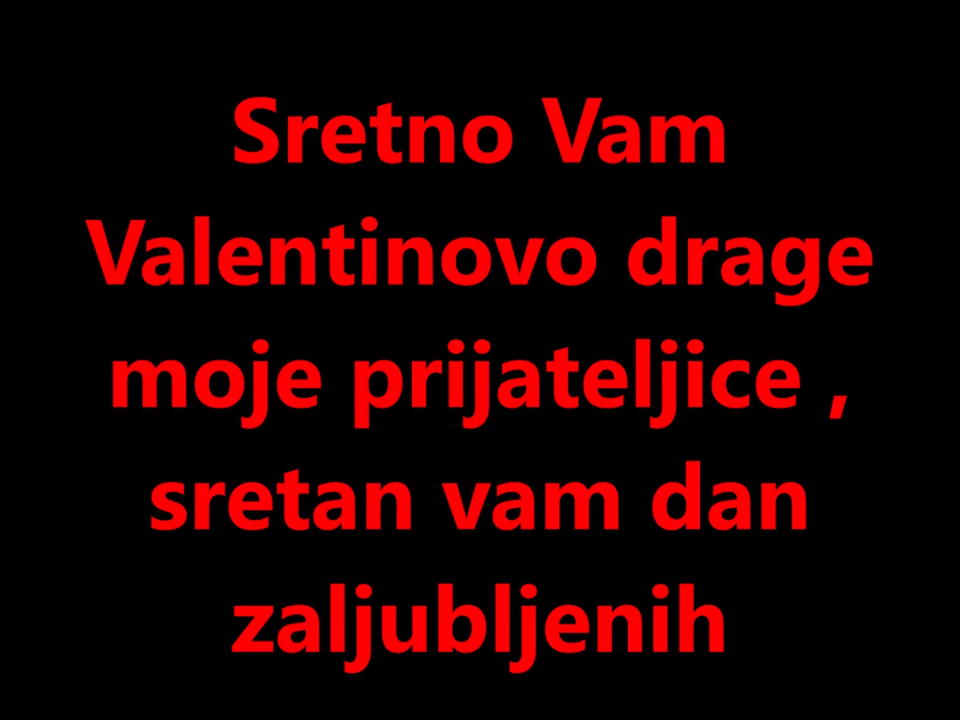 Sretno Vam
Valentinovo drage
moje prijateljice ,
sretan vam dan
zaljubljenih